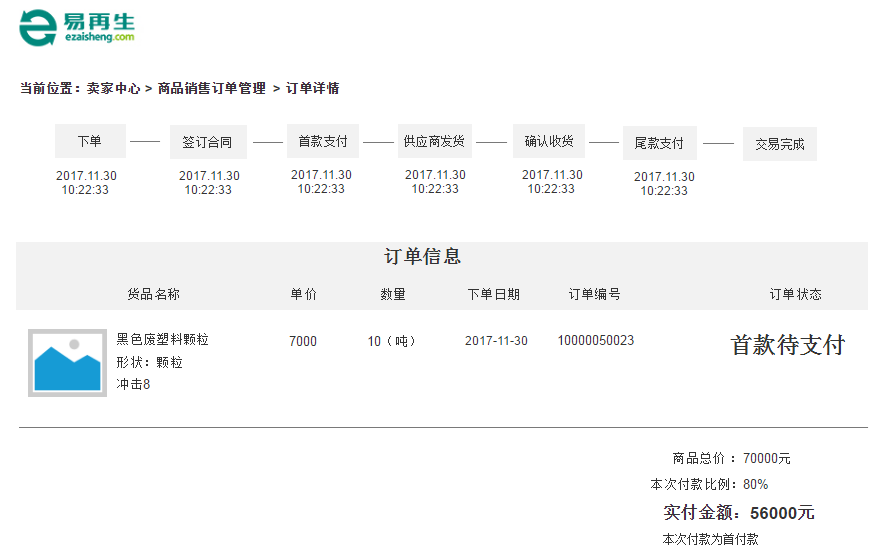 易再生
ezaisheng.com
当前位置：卖家中心 > 商品销售订单管理 > 订单详情
下单 签订合同 首款支付 供应商发货 确认收货 尾款支付 交易完成
2017.11.30 2017.11.30 2017.11.30 2017.11.30 2017.11.30 2017.11.30
10:22:33 10:22:33 10:22:33 10:22:33 10:22:33 10:22:33
订单信息
货品名称 单价 数量 下单日期 订单编号 订单状态
黑色废塑料颗粒 7000 10（吨） 2017-11-30 10000050023 首款待支付
形状：颗粒
冲击8
商品总价：70000元
本次付款比例：80%
实付金额：56000元
本次付款为首付款